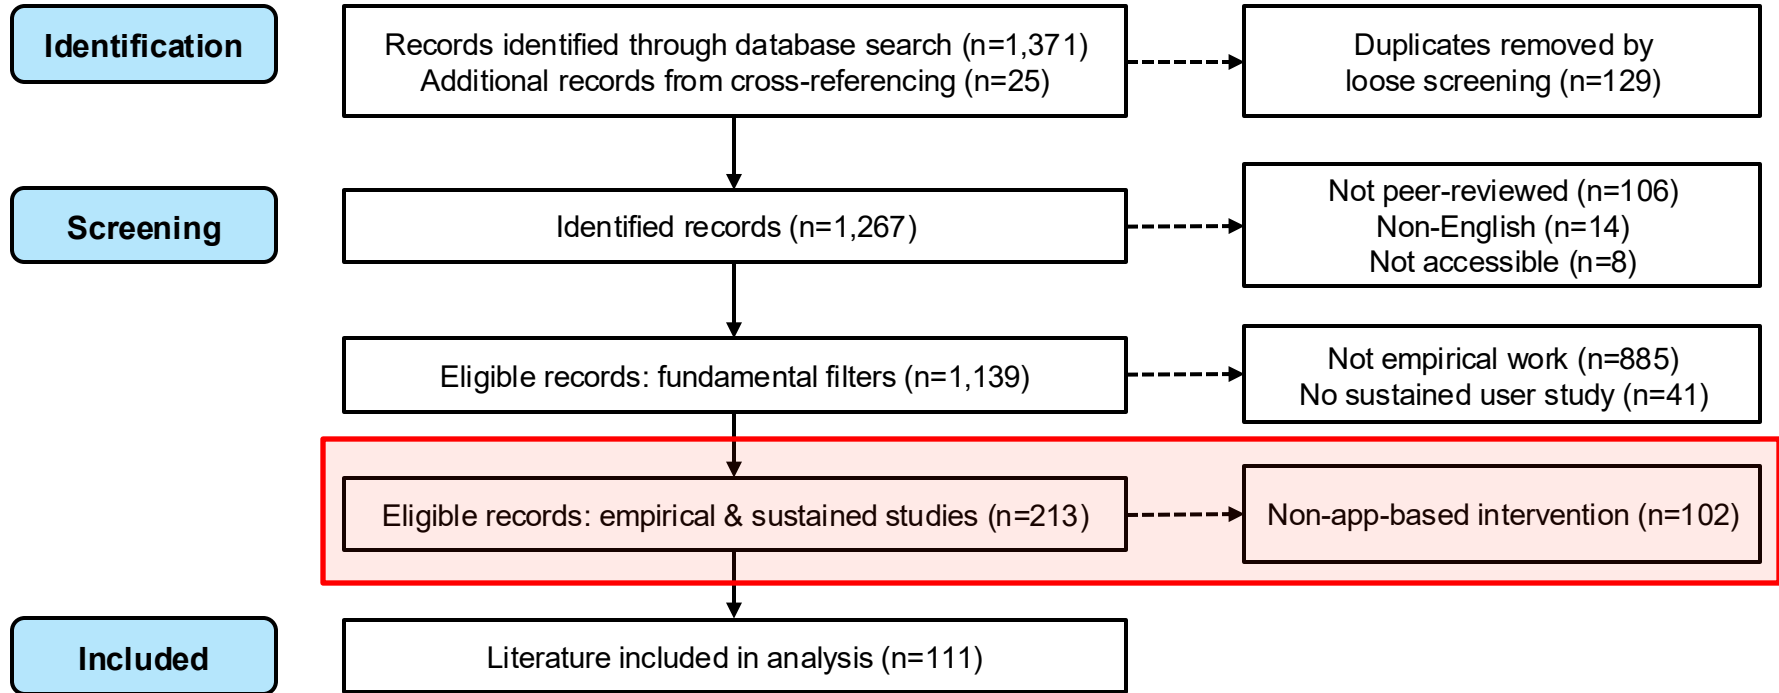 Identification
Records identified through database search (n=1,371)
Additional records from cross-referencing (n=25)
Duplicates removed by
loose screening (n=129)
Screening
Identified records (n=1,267)
Not peer-reviewed (n=106)
Non-English (n=14)
Not accessible (n=8)
Eligible records: fundamental filters (n=1,139)
Not empirical work (n=885)
No sustained user study (n=41)
Eligible records: empirical & sustained studies (n=213)
Non-app-based intervention (n=102)
Included
Literature included in analysis (n=111)